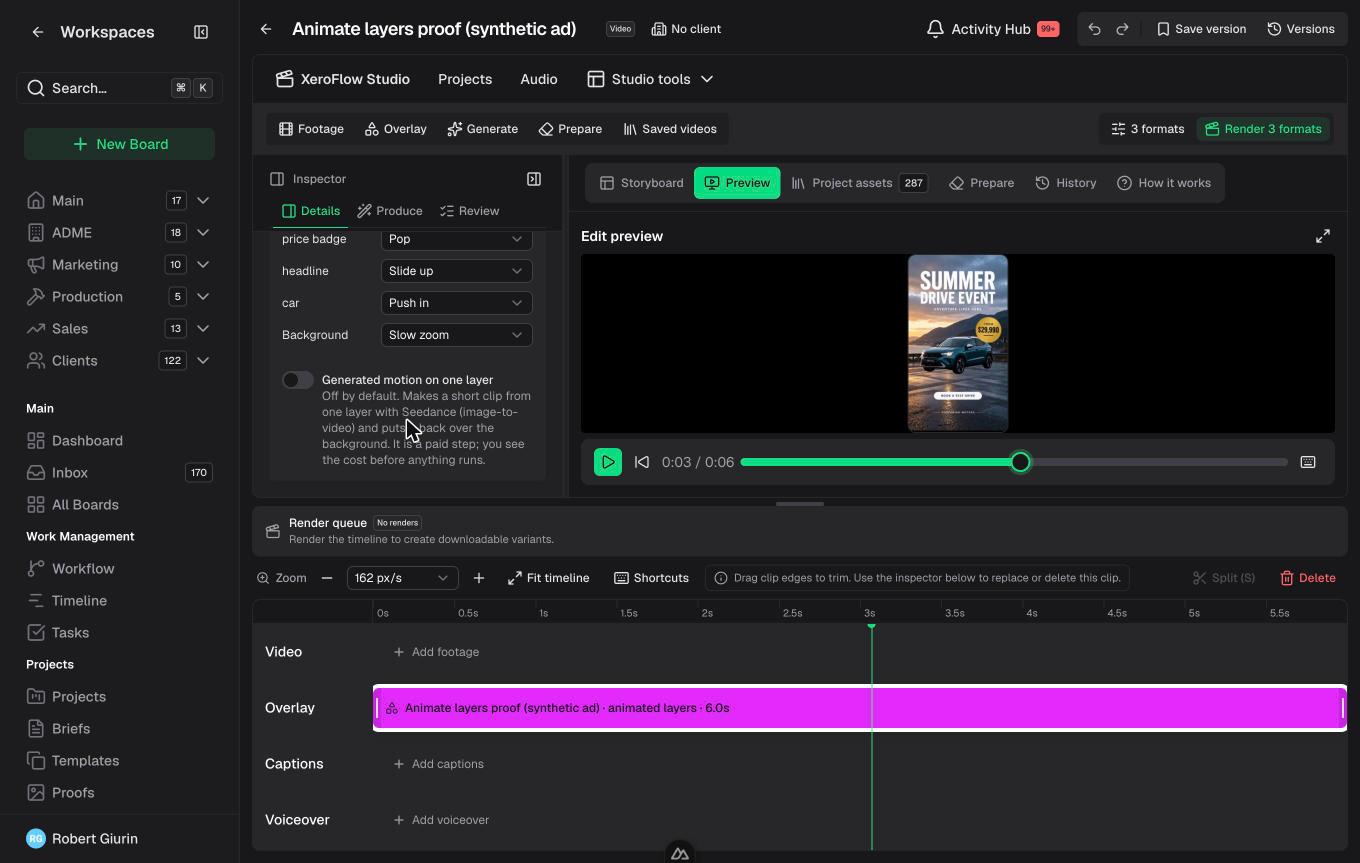 Workspaces
Search...
⌘ K
New Board
Main 17
ADME 18
Marketing 10
Production 5
Sales 13
Clients 122
Main
Dashboard
Inbox 170
All Boards
Work Management
Workflow
Timeline
Tasks
Projects
Projects
Briefs
Templates
Proofs
RG Robert Giurin
Animate layers proof (synthetic ad) Video No client
Activity Hub 99+ Save version Versions
XeroFlow Studio Projects Audio Studio tools
Footage Overlay Generate Prepare Saved videos
3 formats Render 3 formats
Inspector
Details Produce Review
price badge Pop
headline Slide up
car Push in
Background Slow zoom
Generated motion on one layer
Off by default. Makes a short clip from
one layer with Seedance (image-to-
video) and puts back over the
background. It is a paid step; you see
the cost before anything runs.
Storyboard Preview Project assets 287 Prepare History How it works
Edit preview
SUMMER
DRIVE EVENT
$29,990
BOOK A TEST DRIVE
0:03 / 0:06
Render queue No renders
Render the timeline to create downloadable variants.
Zoom 162 px/s Fit timeline Shortcuts Drag clip edges to trim. Use the inspector below to replace or delete this clip. Split (S) Delete
0s 0.5s 1s 1.5s 2s 2.5s 3s 3.5s 4s 4.5s 5s 5.5s
Video Add footage
Overlay Animate layers proof (synthetic ad) · animated layers · 6.0s
Captions Add captions
Voiceover Add voiceover